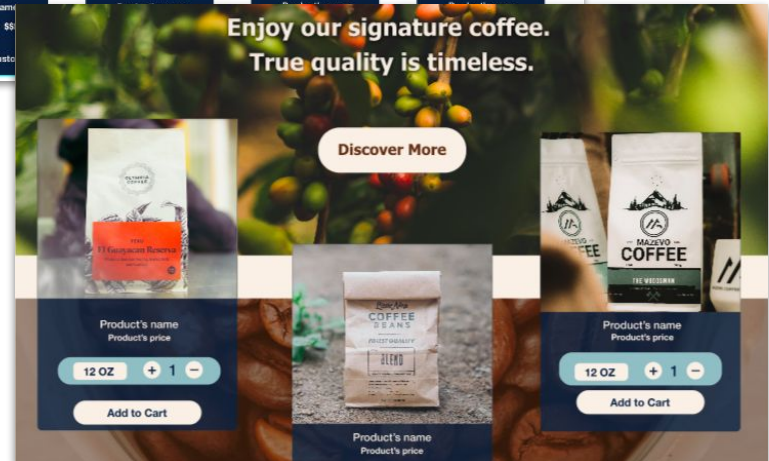 Enjoy our signature coffee.
True quality is timeless.
Discover More
OLYMPIA
COFFEE
El Guayacan Reserva
Product's name
Product's price
12 OZ + 1 −
Add to Cart
COFFEE
BEANS
FINEST QUALITY
BLEND
Product's name
Product's price
MAZEVO
COFFEE
THE WOODSMAN
Product's name
Product's price
12 OZ + 1 −
Add to Cart